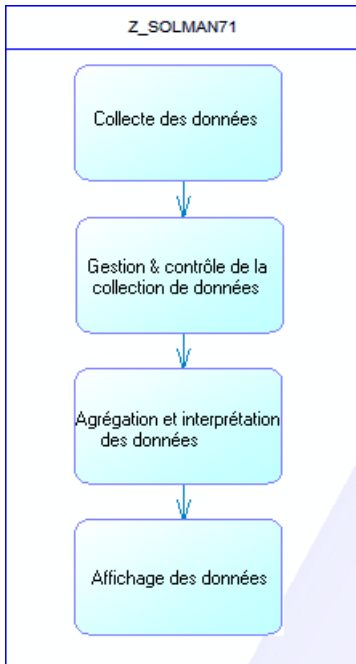 Z_SOLMAN71
Collecte des données
Gestion & contrôle de la
collection de données
Agrégation et interprétation
des données
Affichage des données